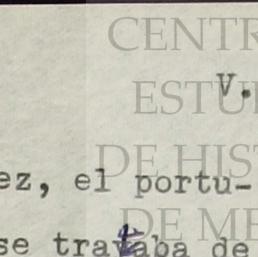 CENTR
V.
ESTU
DE HIS
ez, el portu-
DE ME
se trataba de